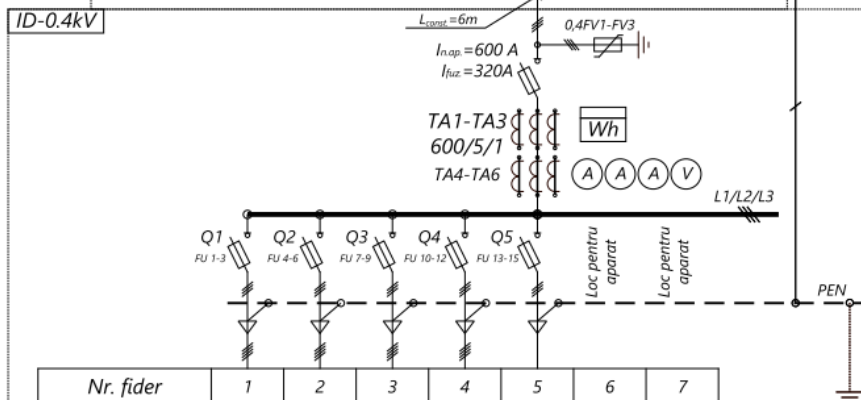 ID-0.4kV
Lconst.=6m
0,4FV1-FV3
In.ap.=600 A
Ifuz.=320A
TA1-TA3
600/5/1
Wh
TA4-TA6
A A A V
L1/L2/L3
Q1 Q2 Q3 Q4 Q5
FU 1-3 FU 4-6 FU 7-9 FU 10-12 FU 13-15
Loc pentru
aparat
Loc pentru
aparat
PEN
Nr. fider 1 2 3 4 5 6 7